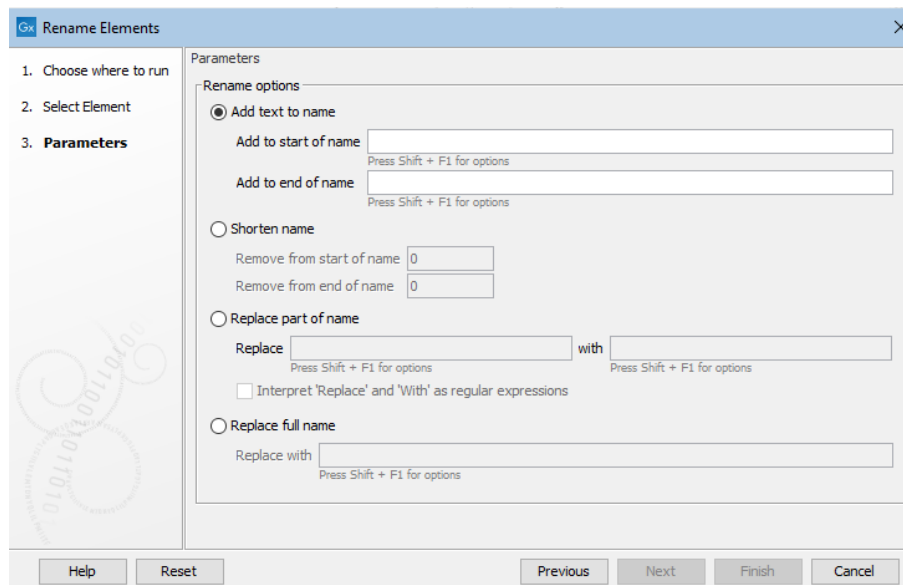 Gx Rename Elements
Parameters
1. Choose where to run
2. Select Element
3. Parameters
Rename options
Add text to name
Add to start of name
Press Shift + F1 for options
Add to end of name
Press Shift + F1 for options
Shorten name
Remove from start of name 0
Remove from end of name 0
Replace part of name
Replace with
Press Shift + F1 for options Press Shift + F1 for options
Interpret 'Replace' and 'With' as regular expressions
Replace full name
Replace with
Press Shift + F1 for options
Help Reset Previous Next Finish Cancel